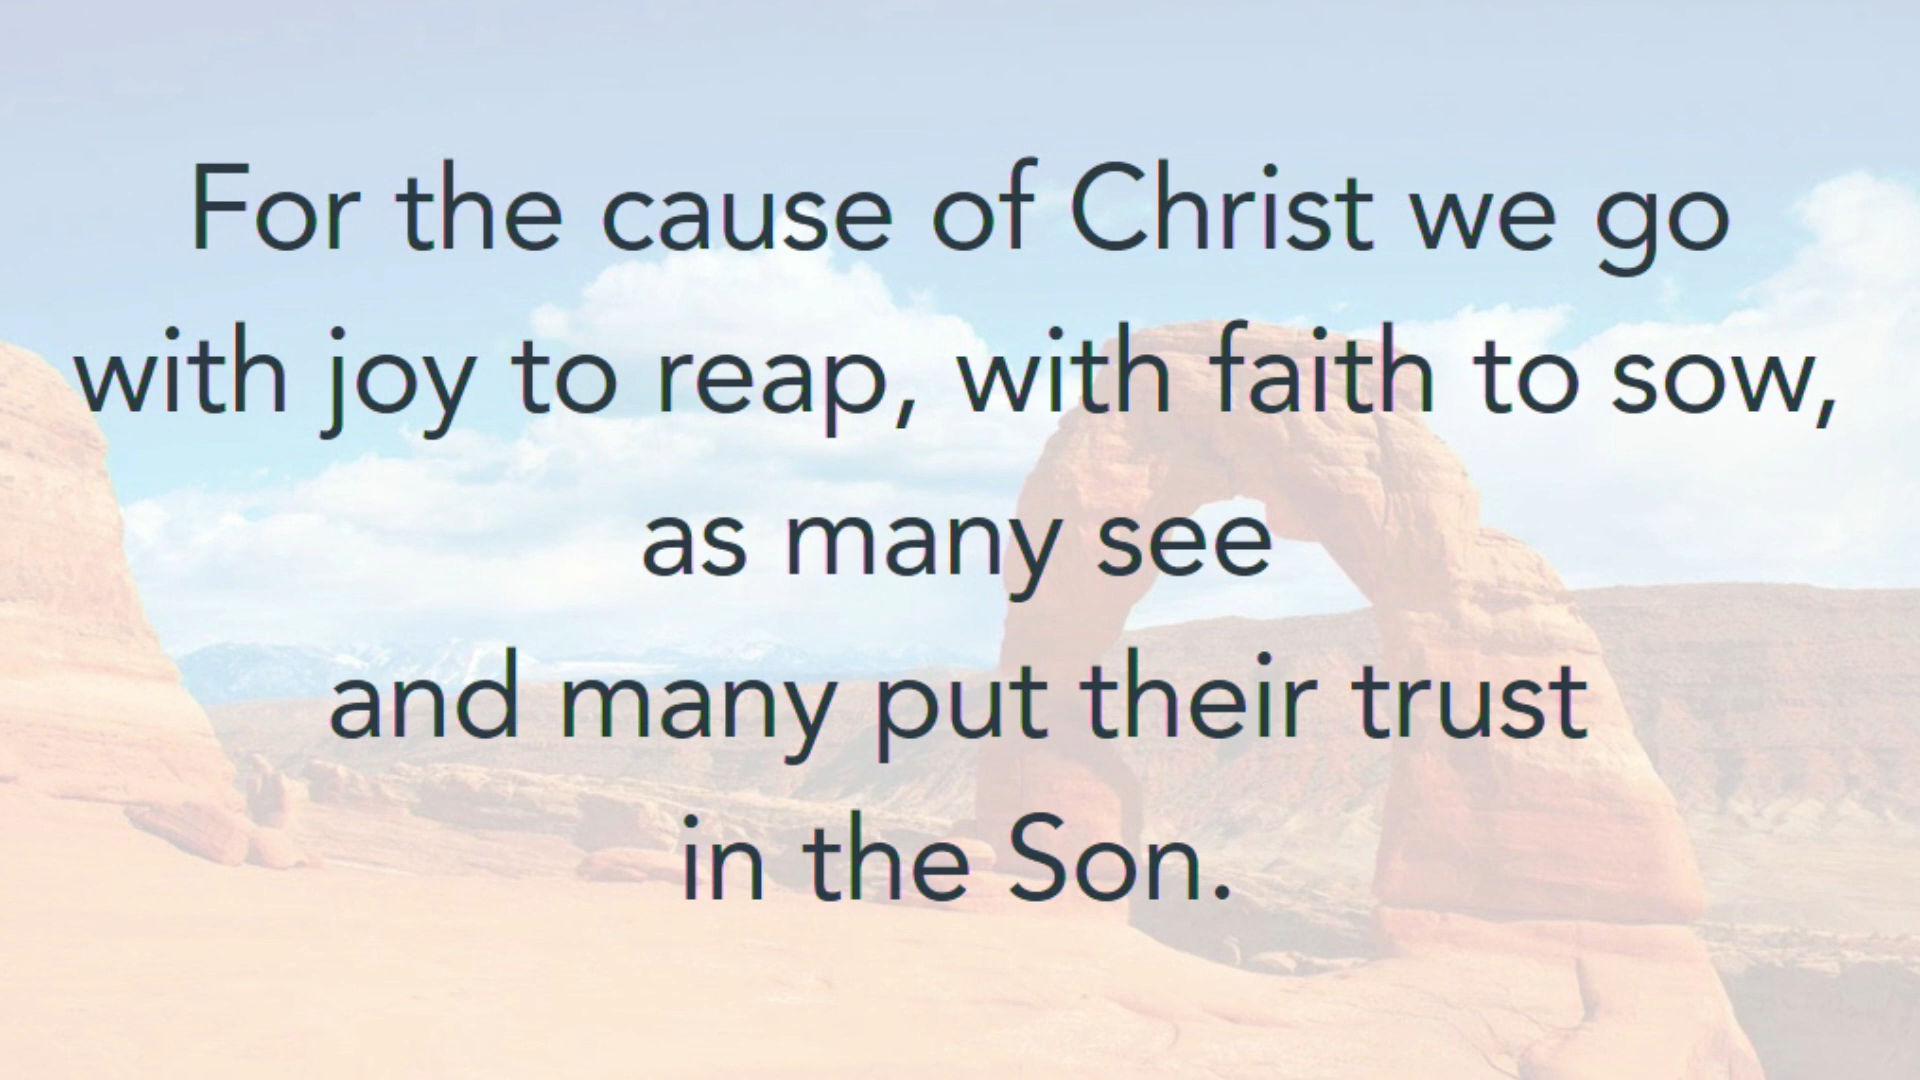 For the cause of Christ we go
with joy to reap, with faith to sow,
as many see
and many put their trust
in the Son.